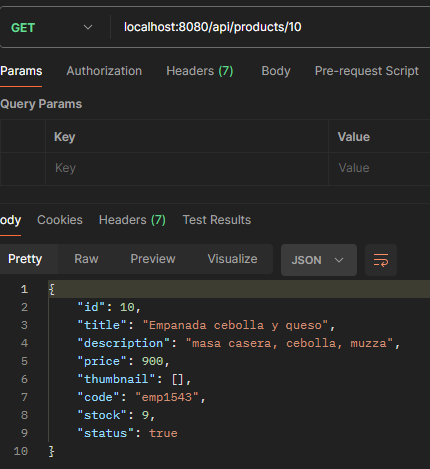 GET localhost:8080/api/products/10
Params Authorization Headers (7) Body Pre-request Script
Query Params
Key Value
Key Value
ody Cookies Headers (7) Test Results
Pretty Raw Preview Visualize JSON
1 {
2 "id": 10,
3 "title": "Empanada cebolla y queso",
4 "description": "masa casera, cebolla, muzza",
5 "price": 900,
6 "thumbnail": [],
7 "code": "emp1543",
8 "stock": 9,
9 "status": true
10 }